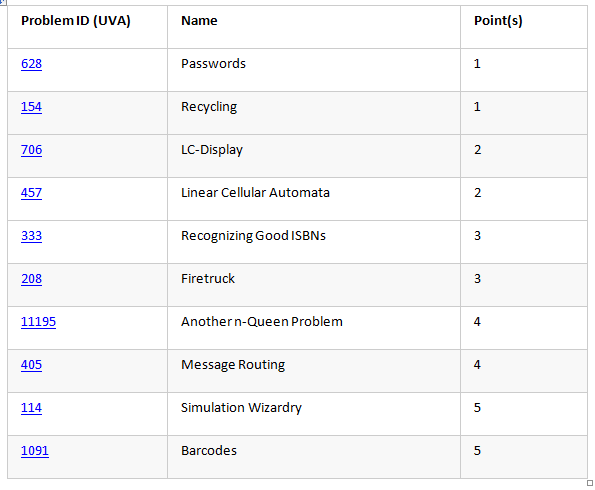 Problem ID (UVA) Name Point(s)
628 Passwords 1
154 Recycling 1
706 LC-Display 2
457 Linear Cellular Automata 2
333 Recognizing Good ISBNs 3
208 Firetruck 3
11195 Another n-Queen Problem 4
405 Message Routing 4
114 Simulation Wizardry 5
1091 Barcodes 5